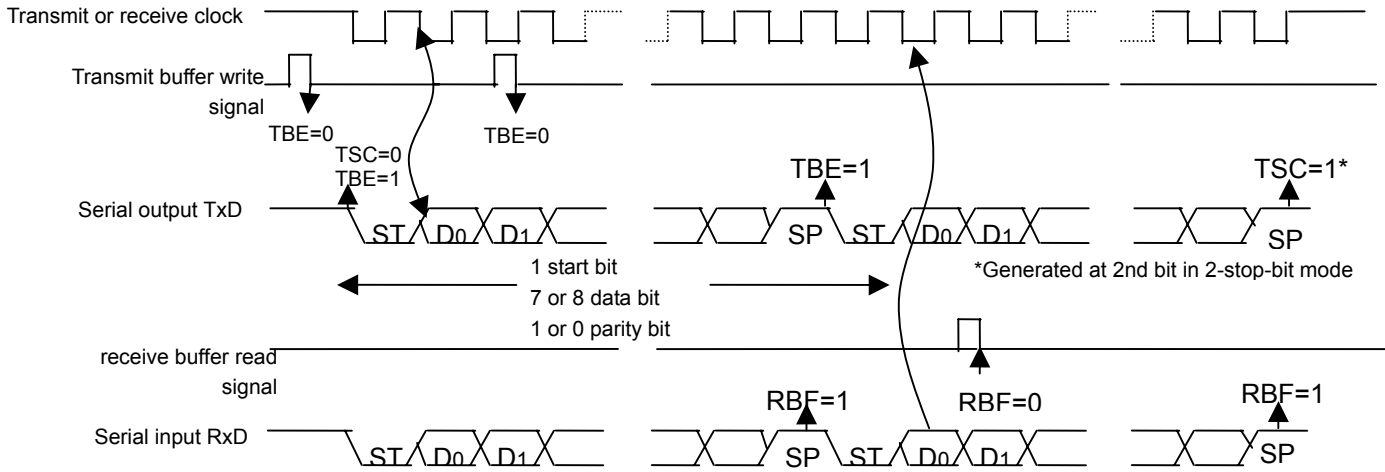 Transmit or receive clock
Transmit buffer write
signal
TBE=0
TBE=0
TSC=0
TBE=1
TBE=1
TSC=1*
Serial output TxD
ST
D0
D1
SP
ST
D0
D1
SP
1 start bit
7 or 8 data bit
1 or 0 parity bit
*Generated at 2nd bit in 2-stop-bit mode
receive buffer read
signal
RBF=1
RBF=0
RBF=1
Serial input RxD
ST
D0
D1
SP
ST
D0
D1
SP